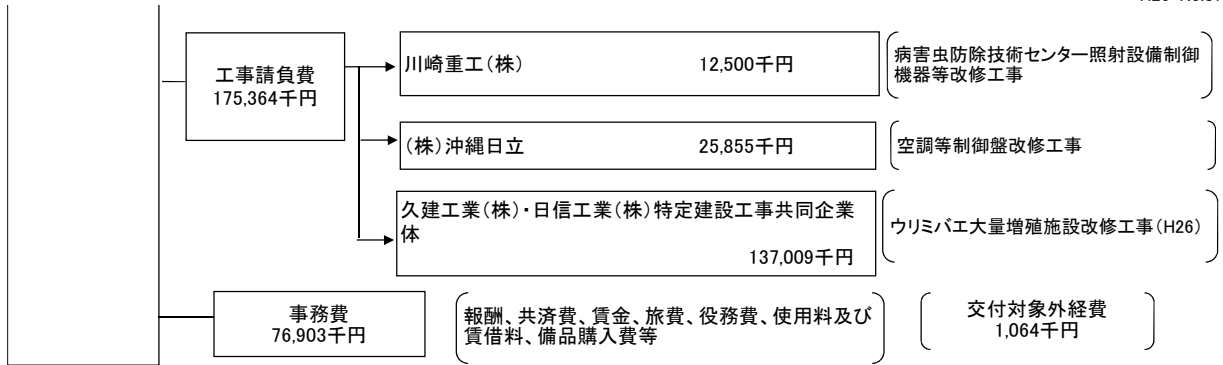 工事請負費
175,364千円
川崎重工(株) 12,500千円
病害虫防除技術センター照射設備制御
機器等改修工事
(株)沖縄日立 25,855千円
空調等制御盤改修工事
久建工業(株)・日信工業(株)特定建設工事共同企業
体
137,009千円
ウリミバエ大量増殖施設改修工事(H26)
事務費
76,903千円
報酬、共済費、賃金、旅費、役務費、使用料及び
賃借料、備品購入費等
交付対象外経費
1,064千円